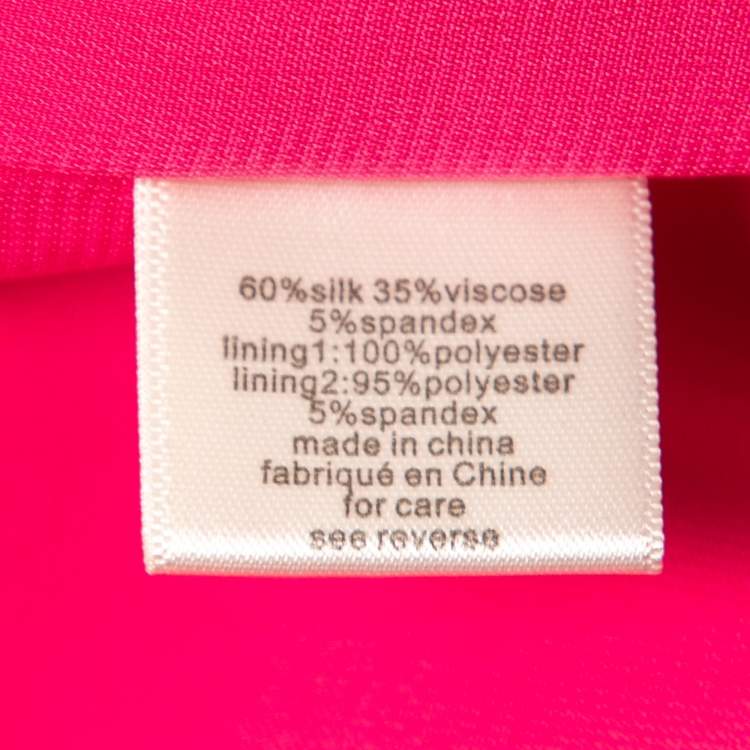 60%silk 35%viscose
5%spandex
lining1:100%polyester
lining2:95%polyester
5%spandex
made in china
fabriqué en Chine
for care
see reverse